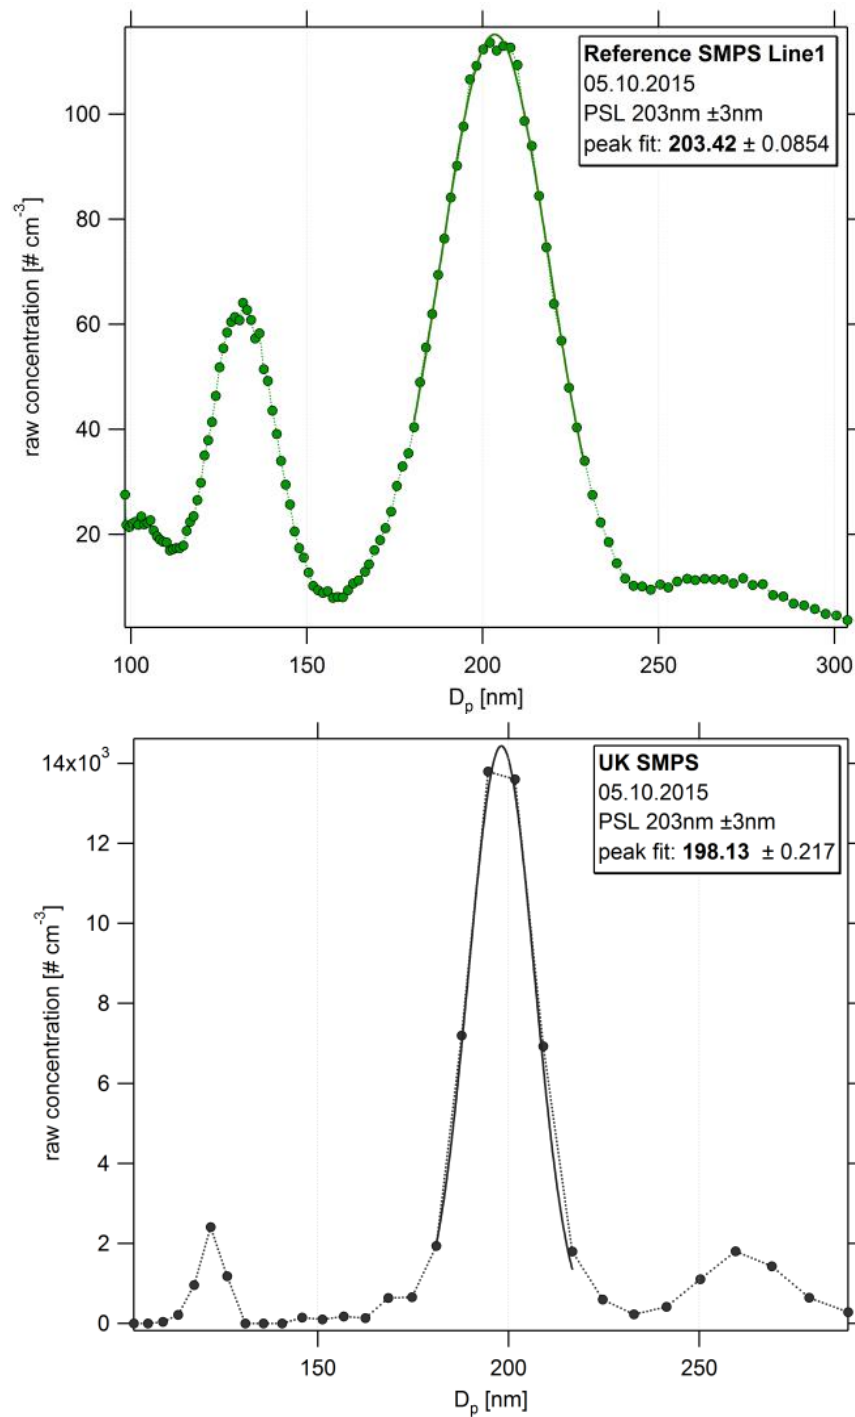 Reference SMPS Line1
05.10.2015
PSL 203nm ±3nm
peak fit: 203.42 ± 0.0854
100
80
60
40
20
raw concentration [# cm⁻³]
100 150 200 250 300
Dₚ [nm]
UK SMPS
05.10.2015
PSL 203nm ±3nm
peak fit: 198.13 ± 0.217
14x10³
12
10
8
6
4
2
0
raw concentration [# cm⁻³]
150 200 250
Dₚ [nm]